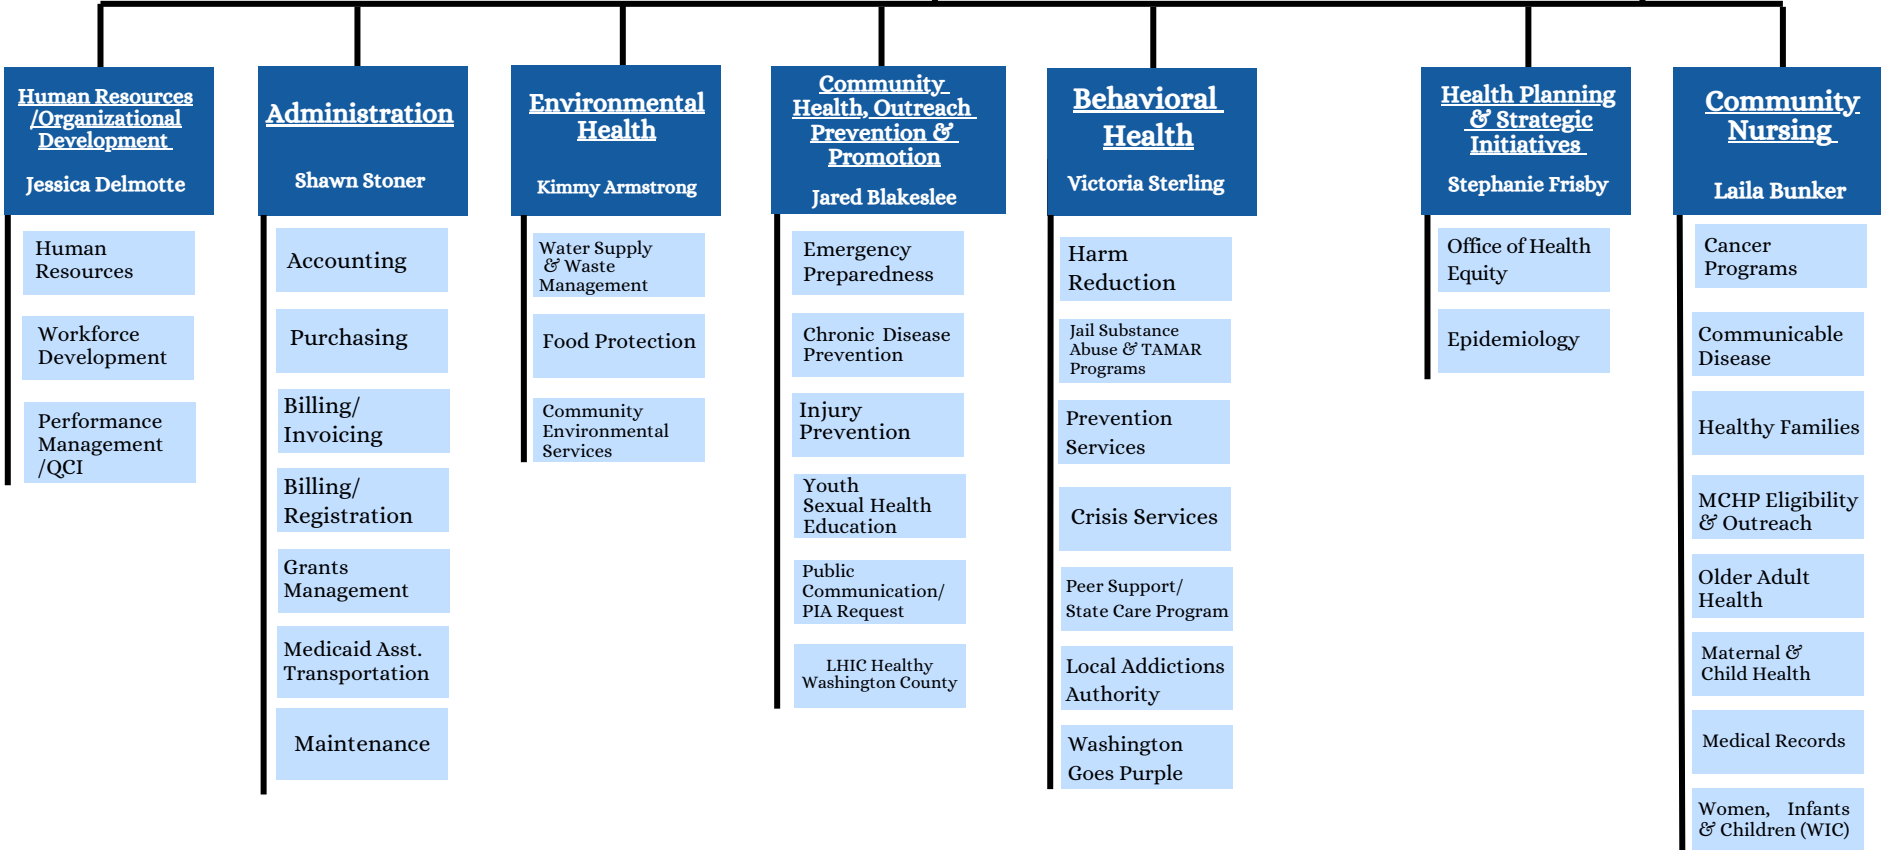 Human Resources
/Organizational
Development
Jessica Delmotte
Human
Resources
Workforce
Development
Performance
Management
/QCI
Administration
Shawn Stoner
Accounting
Purchasing
Billing/
Invoicing
Billing/
Registration
Grants
Management
Medicaid Asst.
Transportation
Maintenance
Environmental
Health
Kimmy Armstrong
Water Supply
& Waste
Management
Food Protection
Community
Environmental
Services
Community
Health, Outreach
Prevention &
Promotion
Jared Blakeslee
Emergency
Preparedness
Chronic Disease
Prevention
Injury
Prevention
Youth
Sexual Health
Education
Public
Communication/
PIA Request
LHIC Healthy
Washington County
Behavioral
Health
Victoria Sterling
Harm
Reduction
Jail Substance
Abuse & TAMAR
Programs
Prevention
Services
Crisis Services
Peer Support/
State Care Program
Local Addictions
Authority
Washington
Goes Purple
Health Planning
& Strategic
Initiatives
Stephanie Frisby
Office of Health
Equity
Epidemiology
Community
Nursing
Laila Bunker
Cancer
Programs
Communicable
Disease
Healthy Families
MCHP Eligibility
& Outreach
Older Adult
Health
Maternal &
Child Health
Medical Records
Women, Infants
& Children (WIC)